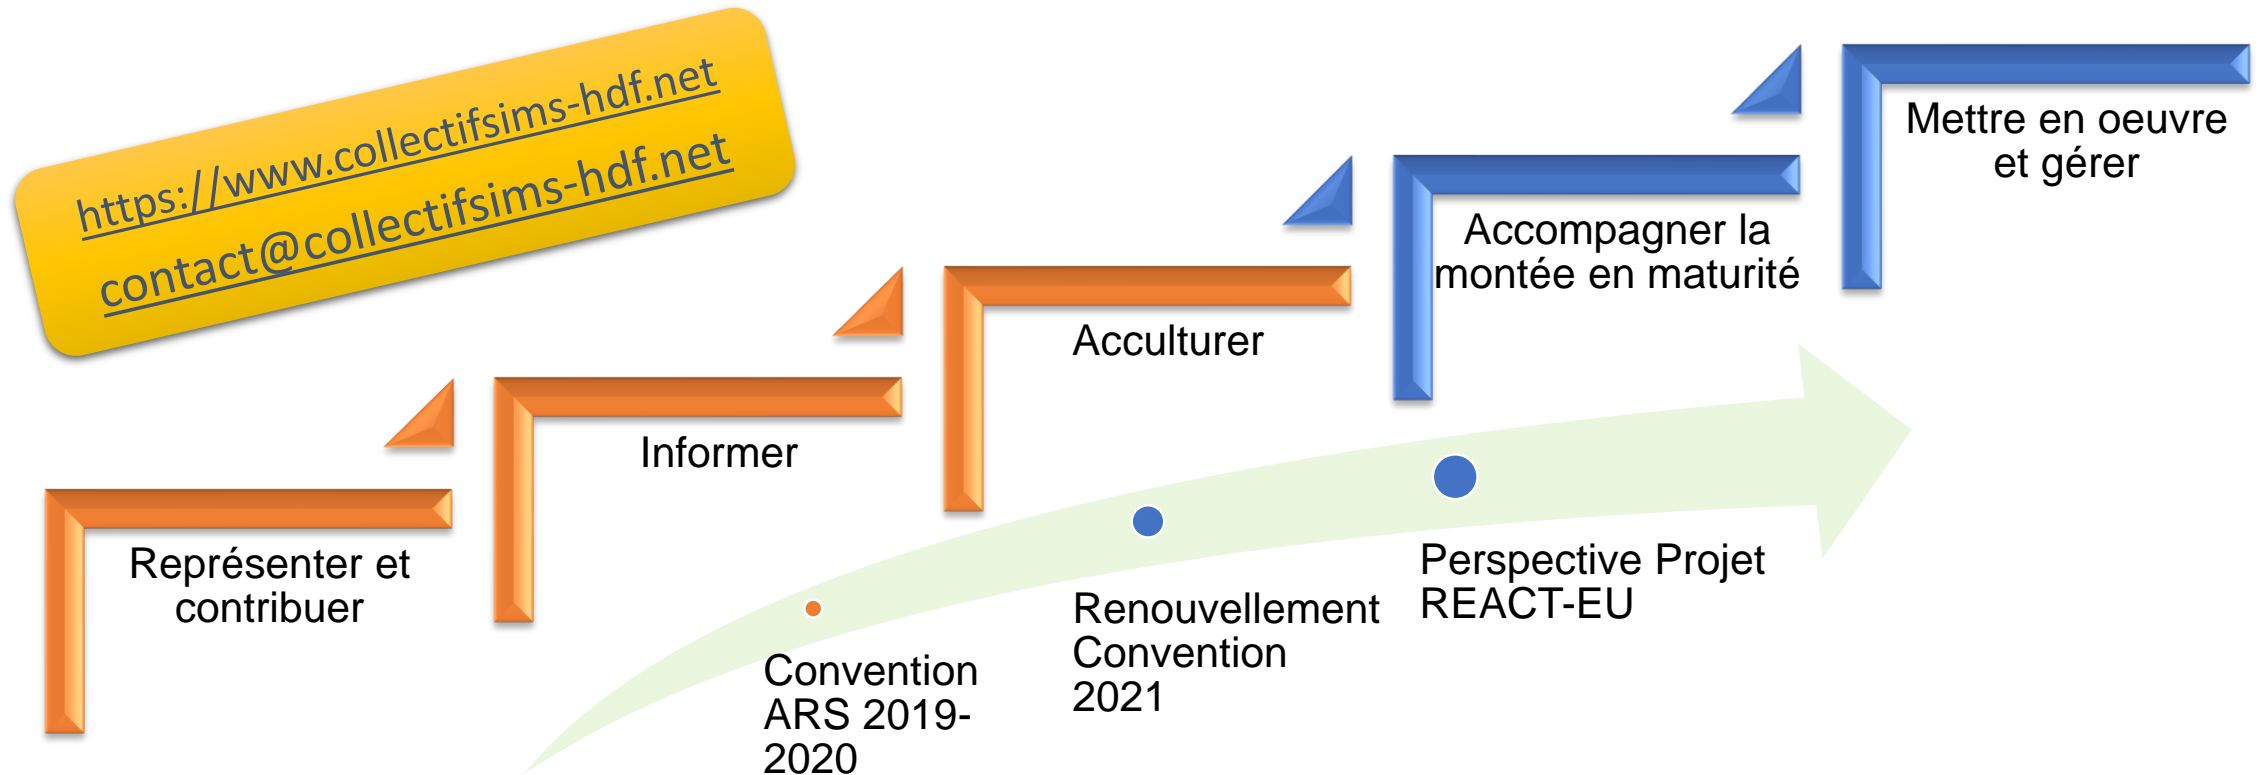 https://www.collectifsims-hdf.net
contact@collectifsims-hdf.net
Représenter et
contribuer
Informer
Acculturer
Accompagner la
montée en maturité
Mettre en oeuvre
et gérer
Convention
ARS 2019-
2020
Renouvellement
Convention
2021
Perspective Projet
REACT-EU